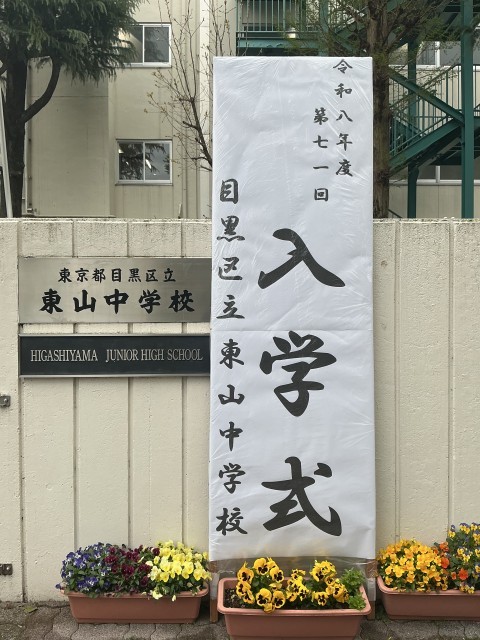 令和八年度
第七一回
入学式
目黒区立東山中学校
東京都目黒区立
東山中学校
HIGASHIYAMA JUNIOR HIGH SCHOOL